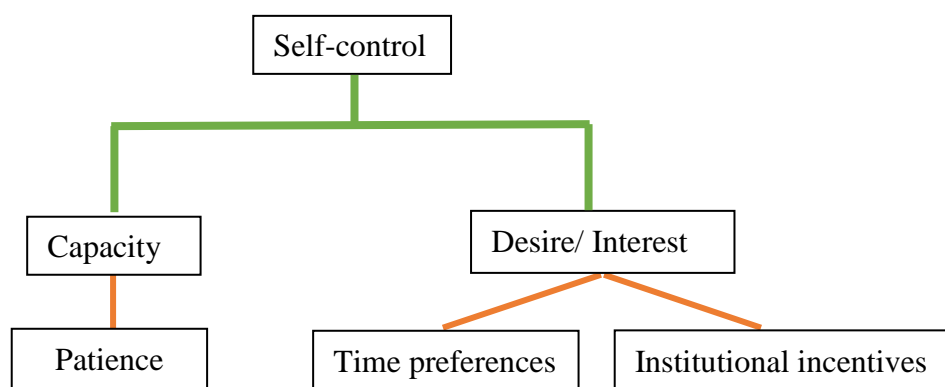 Self-control
Capacity
Desire/ Interest
Patience
Time preferences
Institutional incentives